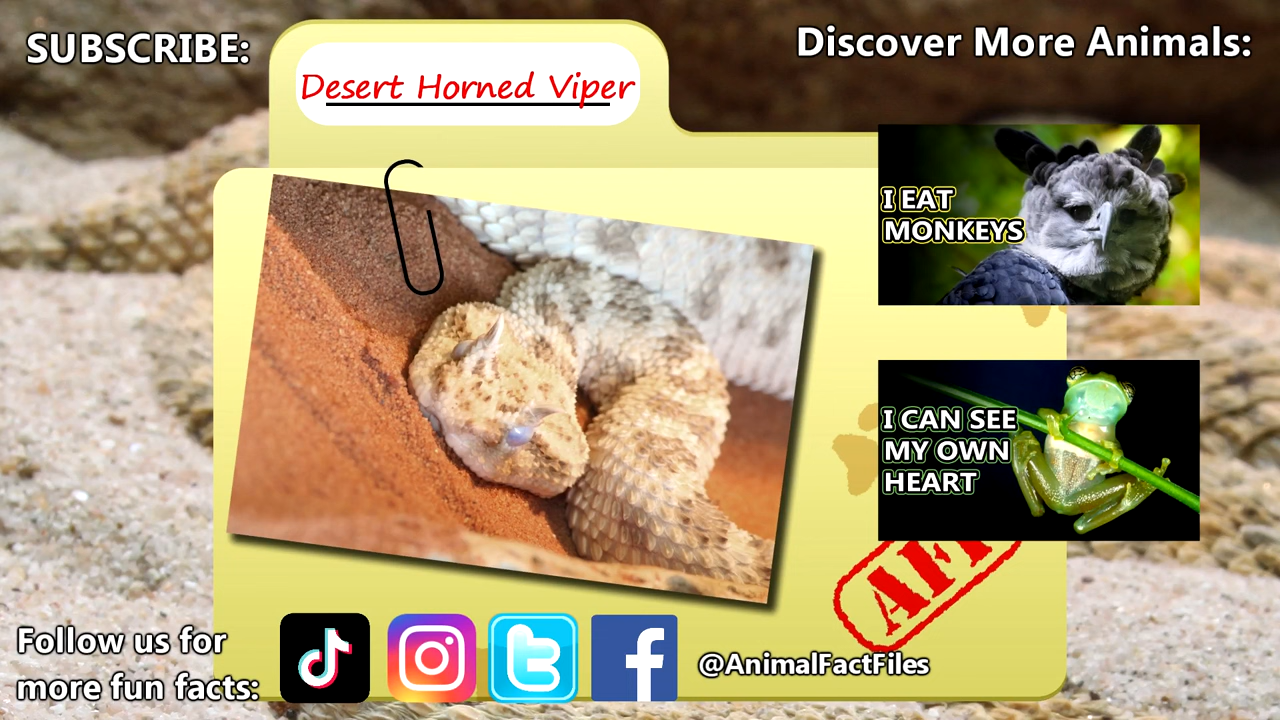 SUBSCRIBE:
Desert Horned Viper
Discover More Animals:
I EAT
MONKEYS
I CAN SEE
MY OWN
HEART
AFF
Follow us for
more fun facts:
@AnimalFactFiles